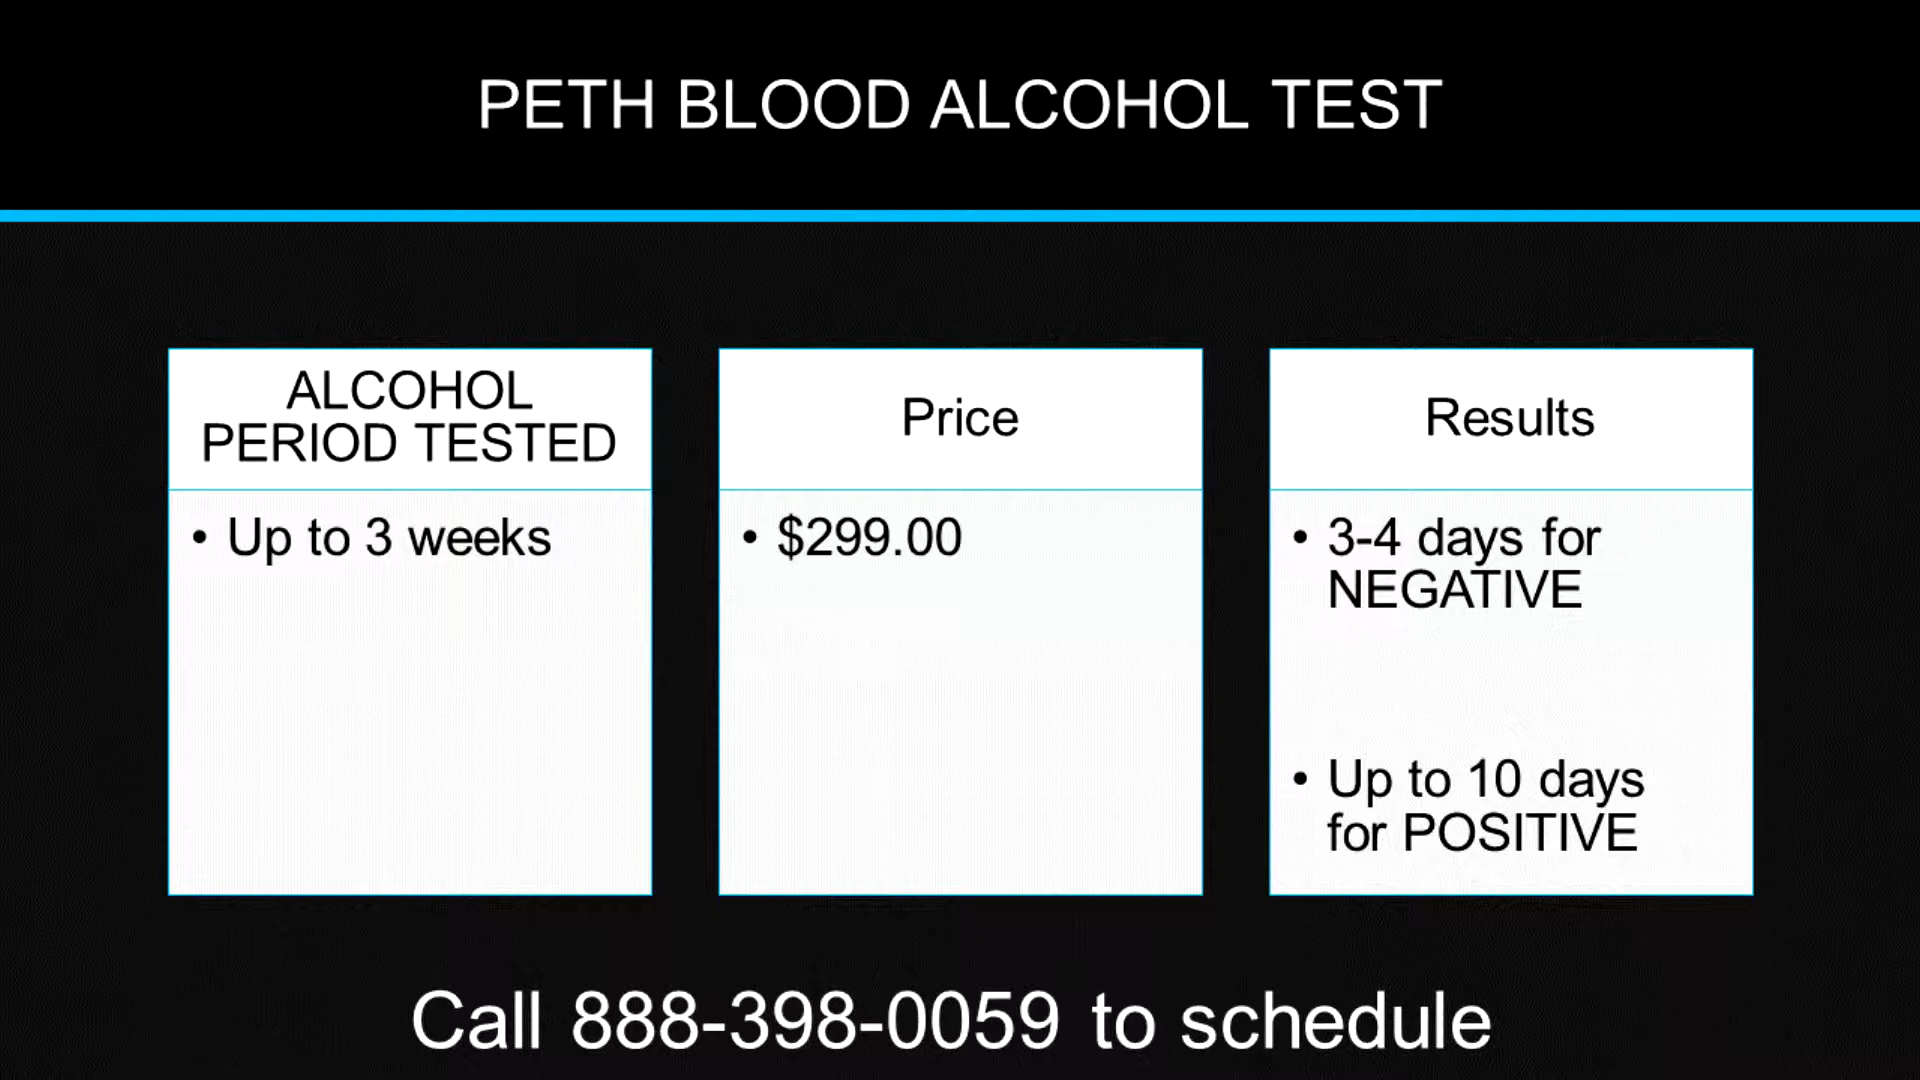 PETH BLOOD ALCOHOL TEST
ALCOHOL
PERIOD TESTED
• Up to 3 weeks
Price
• $299.00
Results
• 3-4 days for
NEGATIVE
• Up to 10 days
for POSITIVE
Call 888-398-0059 to schedule